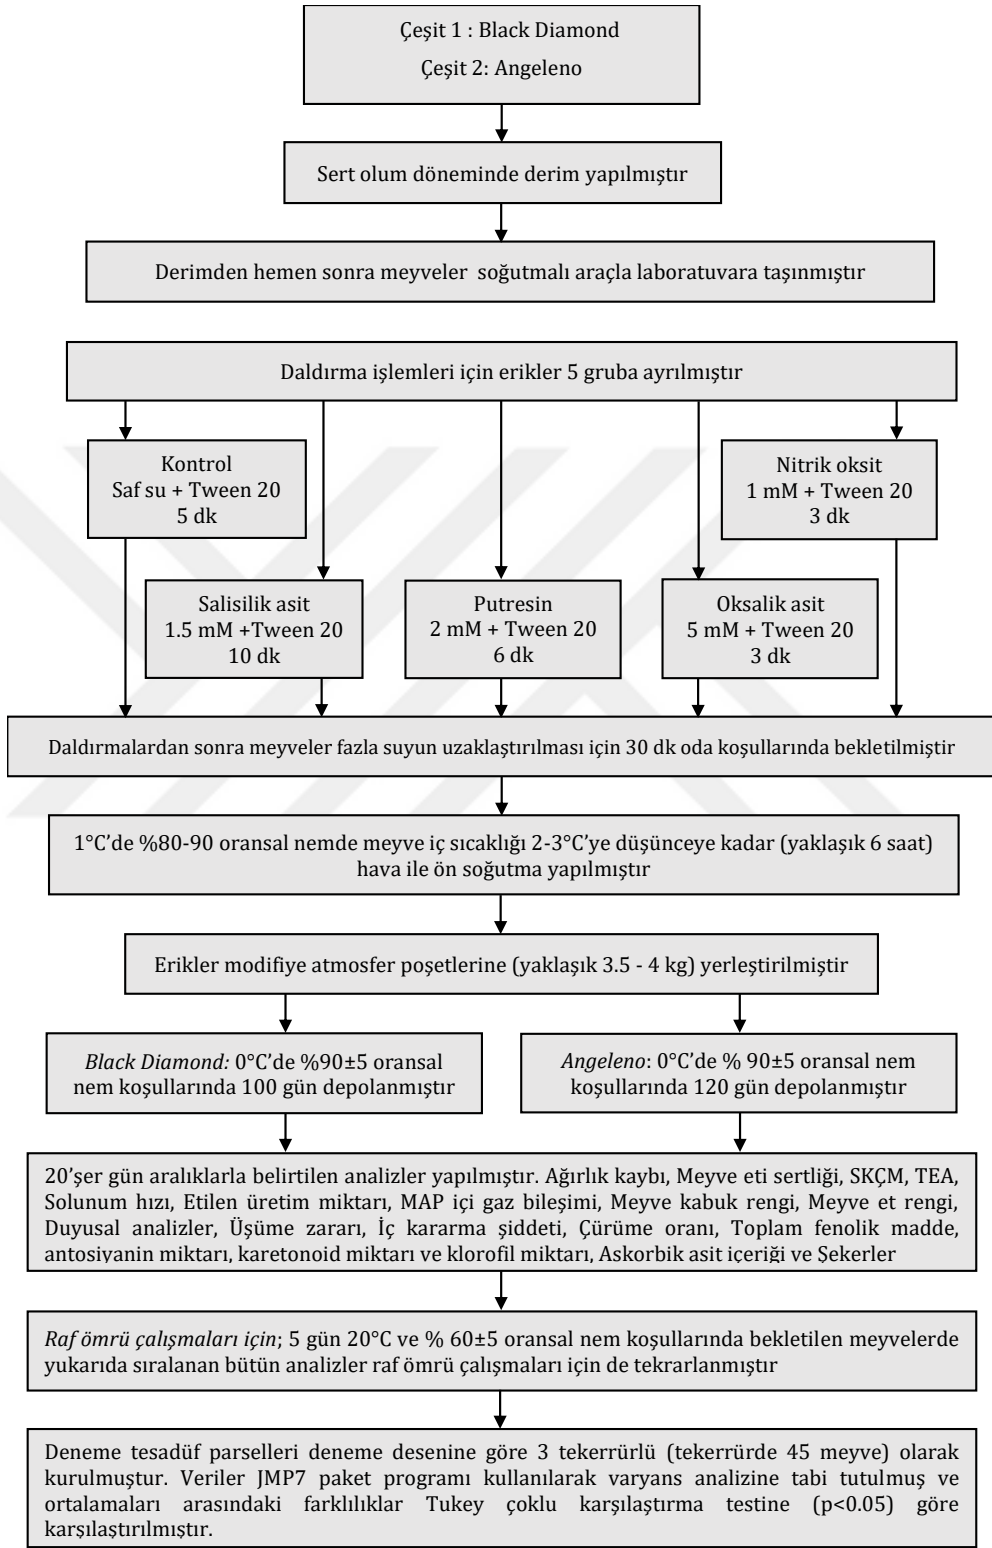 Çeşit 1 : Black Diamond
Çeşit 2: Angeleno
Sert olum döneminde derim yapılmıştır
Derimden hemen sonra meyveler soğutmalı araçla laboratuvara taşınmıştır
Daldırma işlemleri için erikler 5 gruba ayrılmıştır
Kontrol
Saf su + Tween 20
5 dk
Nitrik oksit
1 mM + Tween 20
3 dk
Salisilik asit
1.5 mM +Tween 20
10 dk
Putresin
2 mM + Tween 20
6 dk
Oksalik asit
5 mM + Tween 20
3 dk
Daldırmalardan sonra meyveler fazla suyun uzaklaştırılması için 30 dk oda koşullarında bekletilmiştir
1°C’de %80-90 oransal nemde meyve iç sıcaklığı 2-3°C’ye düşünceye kadar (yaklaşık 6 saat)
hava ile ön soğutma yapılmıştır
Erikler modifiye atmosfer poşetlerine (yaklaşık 3.5 - 4 kg) yerleştirilmiştir
Black Diamond: 0°C’de %90±5 oransal
nem koşullarında 100 gün depolanmıştır
Angeleno: 0°C’de % 90±5 oransal nem
koşullarında 120 gün depolanmıştır
20’şer gün aralıklarla belirtilen analizler yapılmıştır. Ağırlık kaybı, Meyve eti sertliği, SKÇM, TEA,
Solunum hızı, Etilen üretim miktarı, MAP içi gaz bileşimi, Meyve kabuk rengi, Meyve et rengi,
Duyusal analizler, Üşüme zararı, İç kararma şiddeti, Çürüme oranı, Toplam fenolik madde,
antosiyanin miktarı, karetonoid miktarı ve klorofil miktarı, Askorbik asit içeriği ve Şekerler
Raf ömrü çalışmaları için; 5 gün 20°C ve % 60±5 oransal nem koşullarında bekletilen meyvelerde
yukarıda sıralanan bütün analizler raf ömrü çalışmaları için de tekrarlanmıştır
Deneme tesadüf parselleri deneme desenine göre 3 tekerrürlü (tekerrürde 45 meyve) olarak
kurulmuştur. Veriler JMP7 paket programı kullanılarak varyans analizine tabi tutulmuş ve
ortalamaları arasındaki farklılıklar Tukey çoklu karşılaştırma testine (p<0.05) göre
karşılaştırılmıştır.